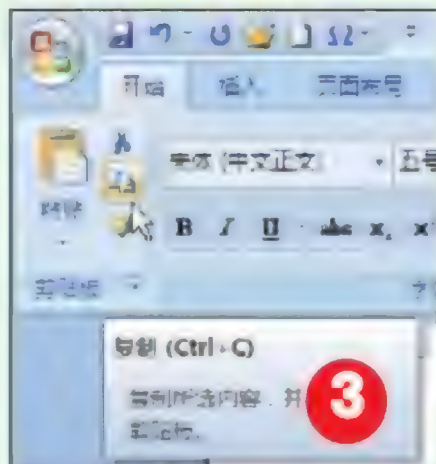 开始 插入 页面布局
宋体 (中文正文 五号
粘贴
B I U abc x₂ x
剪贴板 字
复制 (Ctrl+C)
复制所选内容，并
剪贴板。
3